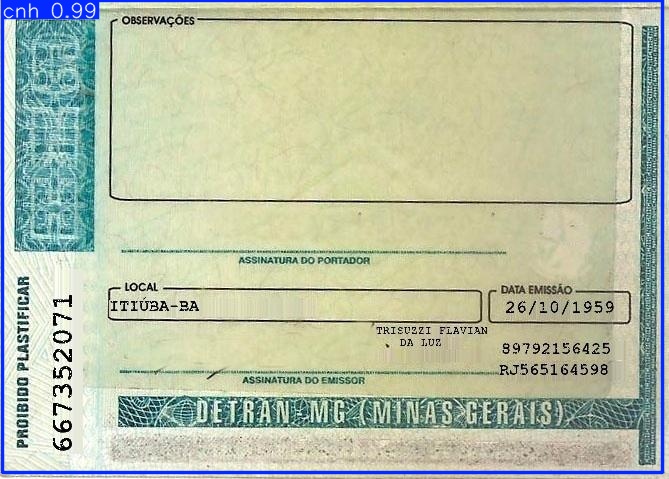 cnh 0.99
OBSERVAÇÕES
ASSINATURA DO PORTADOR
LOCAL
DATA EMISSÃO
ITIÚBA-BA
26/10/1959
TRISUZZI FLAVIAN
DA LUZ
89792156425
RJ565164598
ASSINATURA DO EMISSOR
DETRAN-MG (MINAS GERAIS)
PROIBIDO PLASTIFICAR
667352071